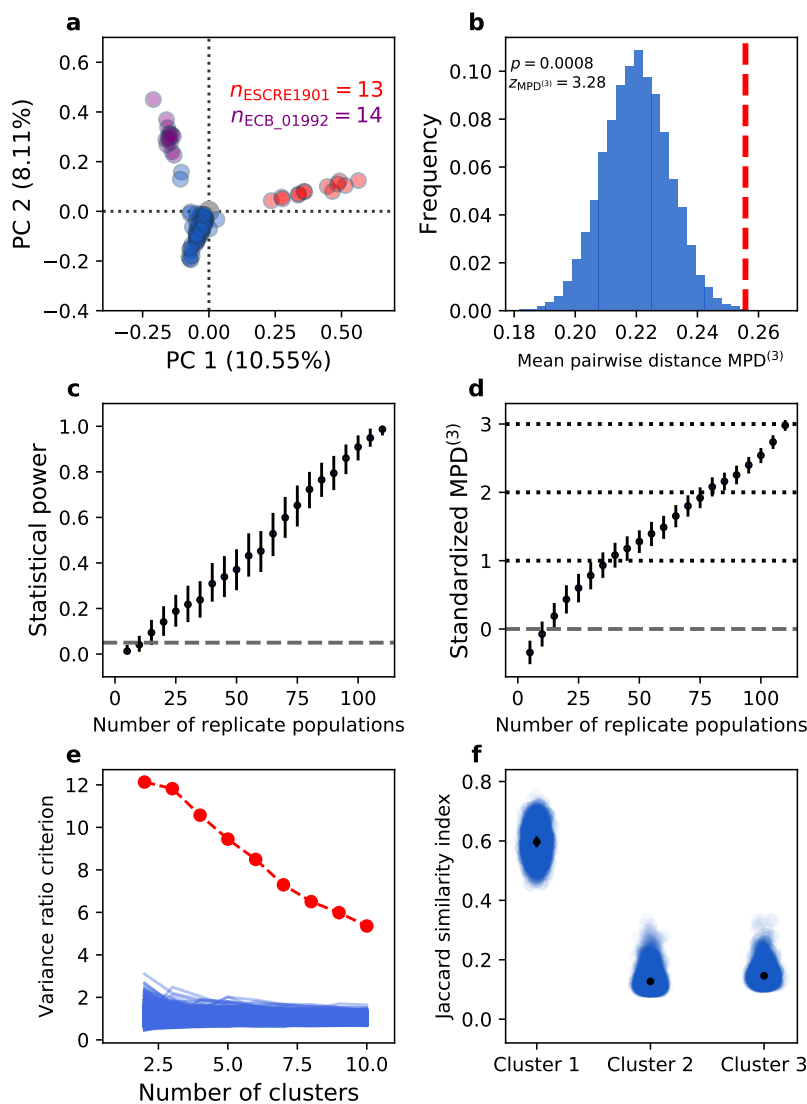 a
0.6
0.4
0.2
0.0
−0.2
−0.4
PC 2 (8.11%)
n_ESCRE1901 = 13
n_ECB_01992 = 14
−0.25
0.00
0.25
0.50
PC 1 (10.55%)
b
0.10
0.08
0.06
0.04
0.02
0.00
Frequency
p = 0.0008
z_MPD^(3) = 3.28
0.18
0.20
0.22
0.24
0.26
Mean pairwise distance MPD^(3)
c
1.0
0.8
0.6
0.4
0.2
0.0
Statistical power
0
25
50
75
100
Number of replicate populations
d
3
2
1
0
Standardized MPD^(3)
0
25
50
75
100
Number of replicate populations
e
12
10
8
6
4
2
0
Variance ratio criterion
2.5
5.0
7.5
10.0
Number of clusters
f
0.8
0.6
0.4
0.2
0.0
Jaccard similarity index
Cluster 1
Cluster 2
Cluster 3